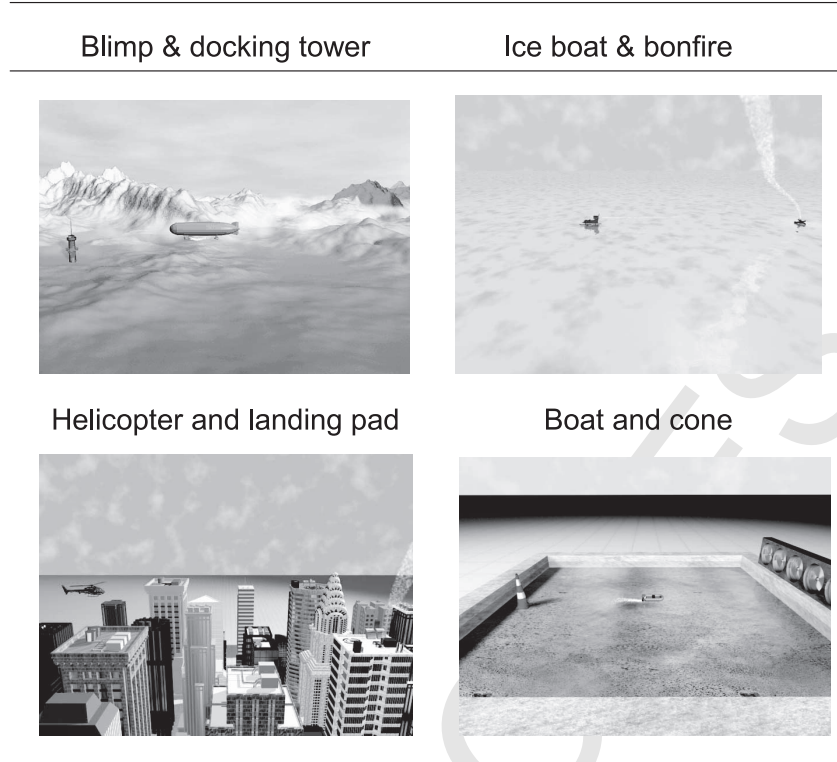 Blimp & docking tower
Ice boat & bonfire
Helicopter and landing pad
Boat and cone